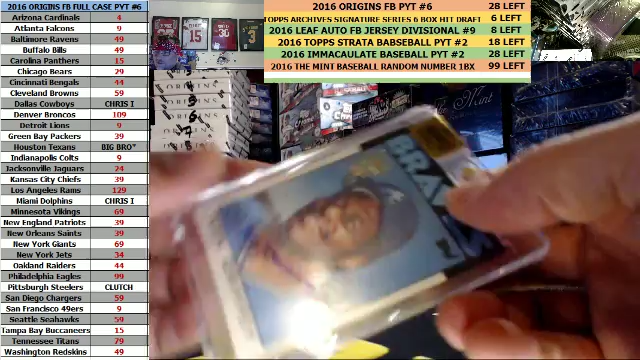 2016 ORIGINS FB FULL CASE PYT #6
Arizona Cardinals 4
Atlanta Falcons 9
Baltimore Ravens 49
Buffalo Bills 49
Carolina Panthers 15
Chicago Bears 29
Cincinnati Bengals 44
Cleveland Browns 59
Dallas Cowboys CHRIS I
Denver Broncos 109
Detroit Lions 9
Green Bay Packers 39
Houston Texans BIG BRO*
Indianapolis Colts 9
Jacksonville Jaguars 24
Kansas City Chiefs 39
Los Angeles Rams 129
Miami Dolphins CHRIS I
Minnesota Vikings 69
New England Patriots 39
New Orleans Saints 39
New York Giants 69
New York Jets 34
Oakland Raiders 44
Philadelphia Eagles 99
Pittsburgh Steelers CLUTCH
San Diego Chargers 59
San Francisco 49ers 9
Seattle Seahawks 59
Tampa Bay Buccaneers 15
Tennessee Titans 79
Washington Redskins 49
2016 ORIGINS FB PYT #6 28 LEFT
TOPPS ARCHIVES SIGNATURE SERIES 6 BOX HIT DRAFT 6 LEFT
2016 LEAF AUTO FB JERSEY DIVISIONAL #9 8 LEFT
2016 TOPPS STRATA BABSEBALL PYT #2 18 LEFT
2016 IMMACULATE BASEBALL PYT #2 28 LEFT
2016 THE MINT BASEBALL RANDOM NUMBER 1BX 99 LEFT
15
3
BRAVES